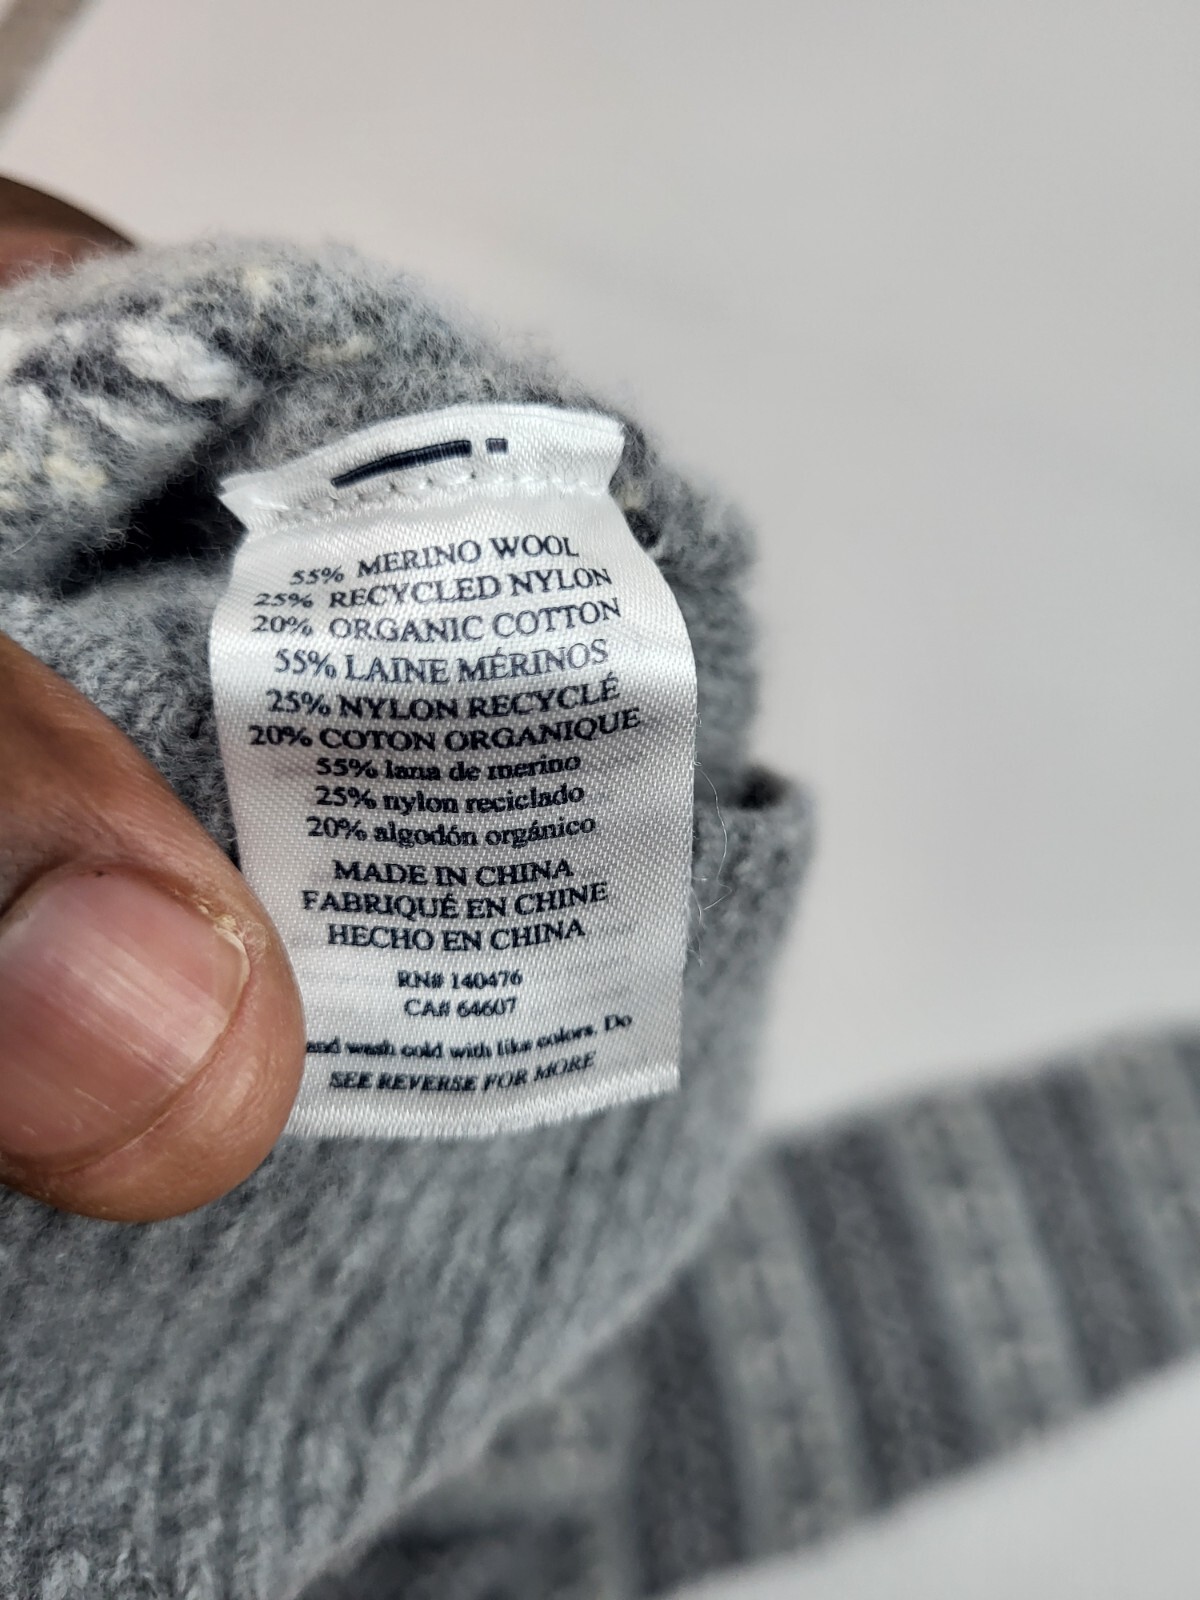 55% MERINO WOOL
25% RECYCLED NYLON
20% ORGANIC COTTON
55% LAINE MÉRINOS
25% NYLON RECYCLÉ
20% COTON ORGANIQUE
55% lana de merino
25% nylon reciclado
20% algodón orgánico
MADE IN CHINA
FABRIQUÉ EN CHINE
HECHO EN CHINA
RN# 140476
CA# 64607
wash cold with like colors. Do
SEE REVERSE FOR MORE